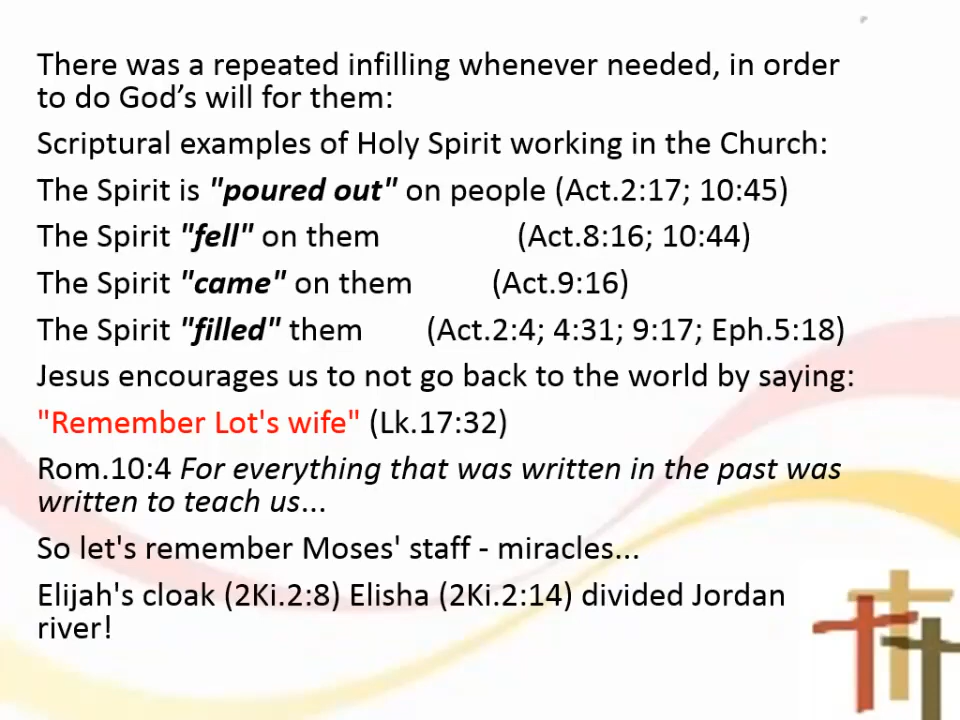 There was a repeated infilling whenever needed, in order
to do God’s will for them:
Scriptural examples of Holy Spirit working in the Church:
The Spirit is "poured out" on people (Act.2:17; 10:45)
The Spirit "fell" on them (Act.8:16; 10:44)
The Spirit "came" on them (Act.9:16)
The Spirit "filled" them (Act.2:4; 4:31; 9:17; Eph.5:18)
Jesus encourages us to not go back to the world by saying:
"Remember Lot's wife" (Lk.17:32)
Rom.10:4 For everything that was written in the past was
written to teach us...
So let's remember Moses' staff - miracles...
Elijah's cloak (2Ki.2:8) Elisha (2Ki.2:14) divided Jordan
river!